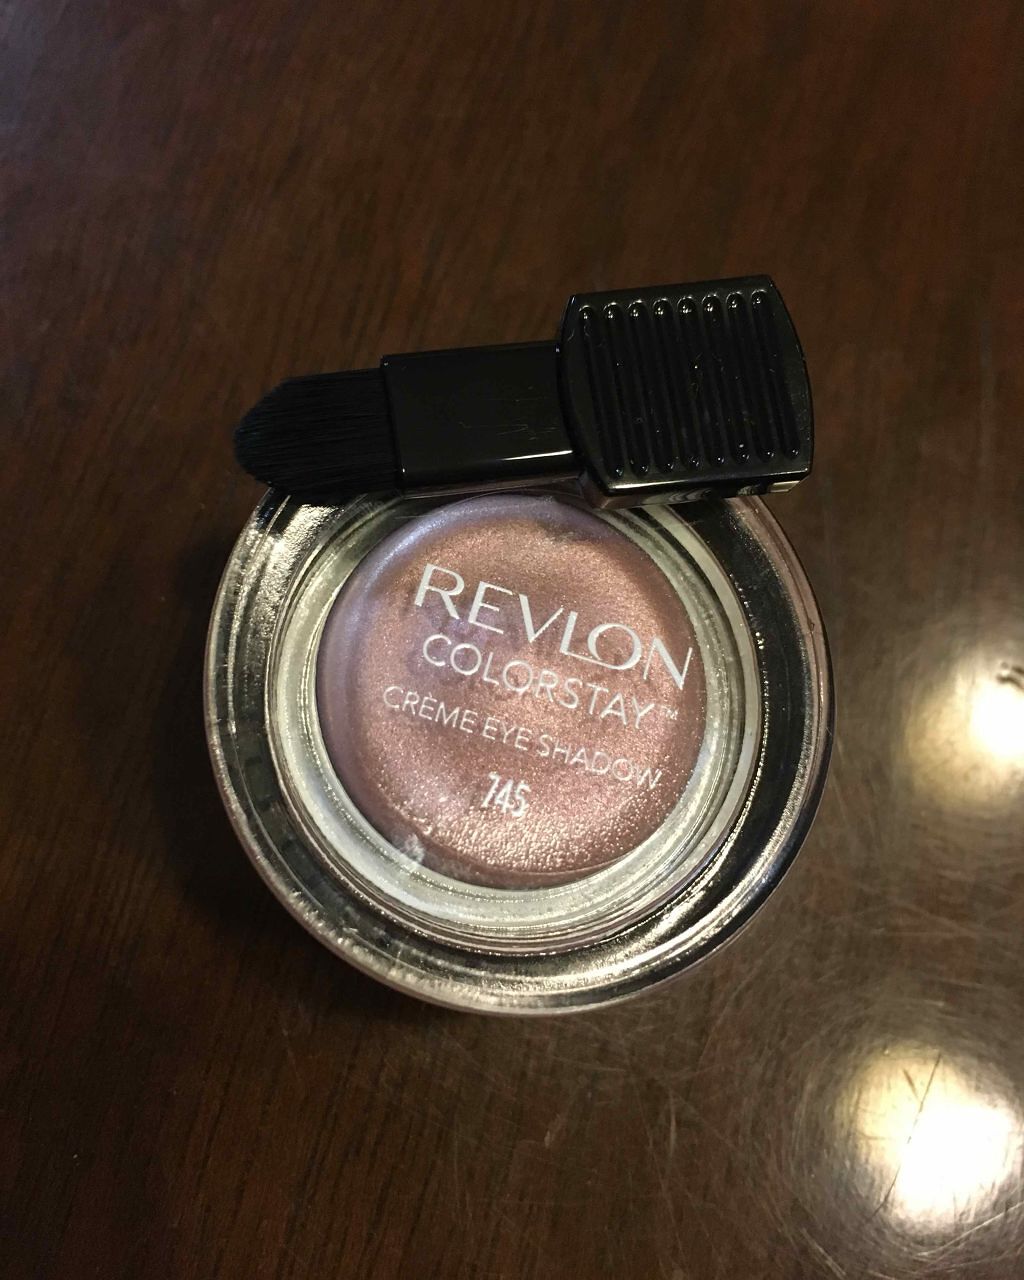 REVLON
COLORSTAY™
CRÈME EYE SHADOW
745